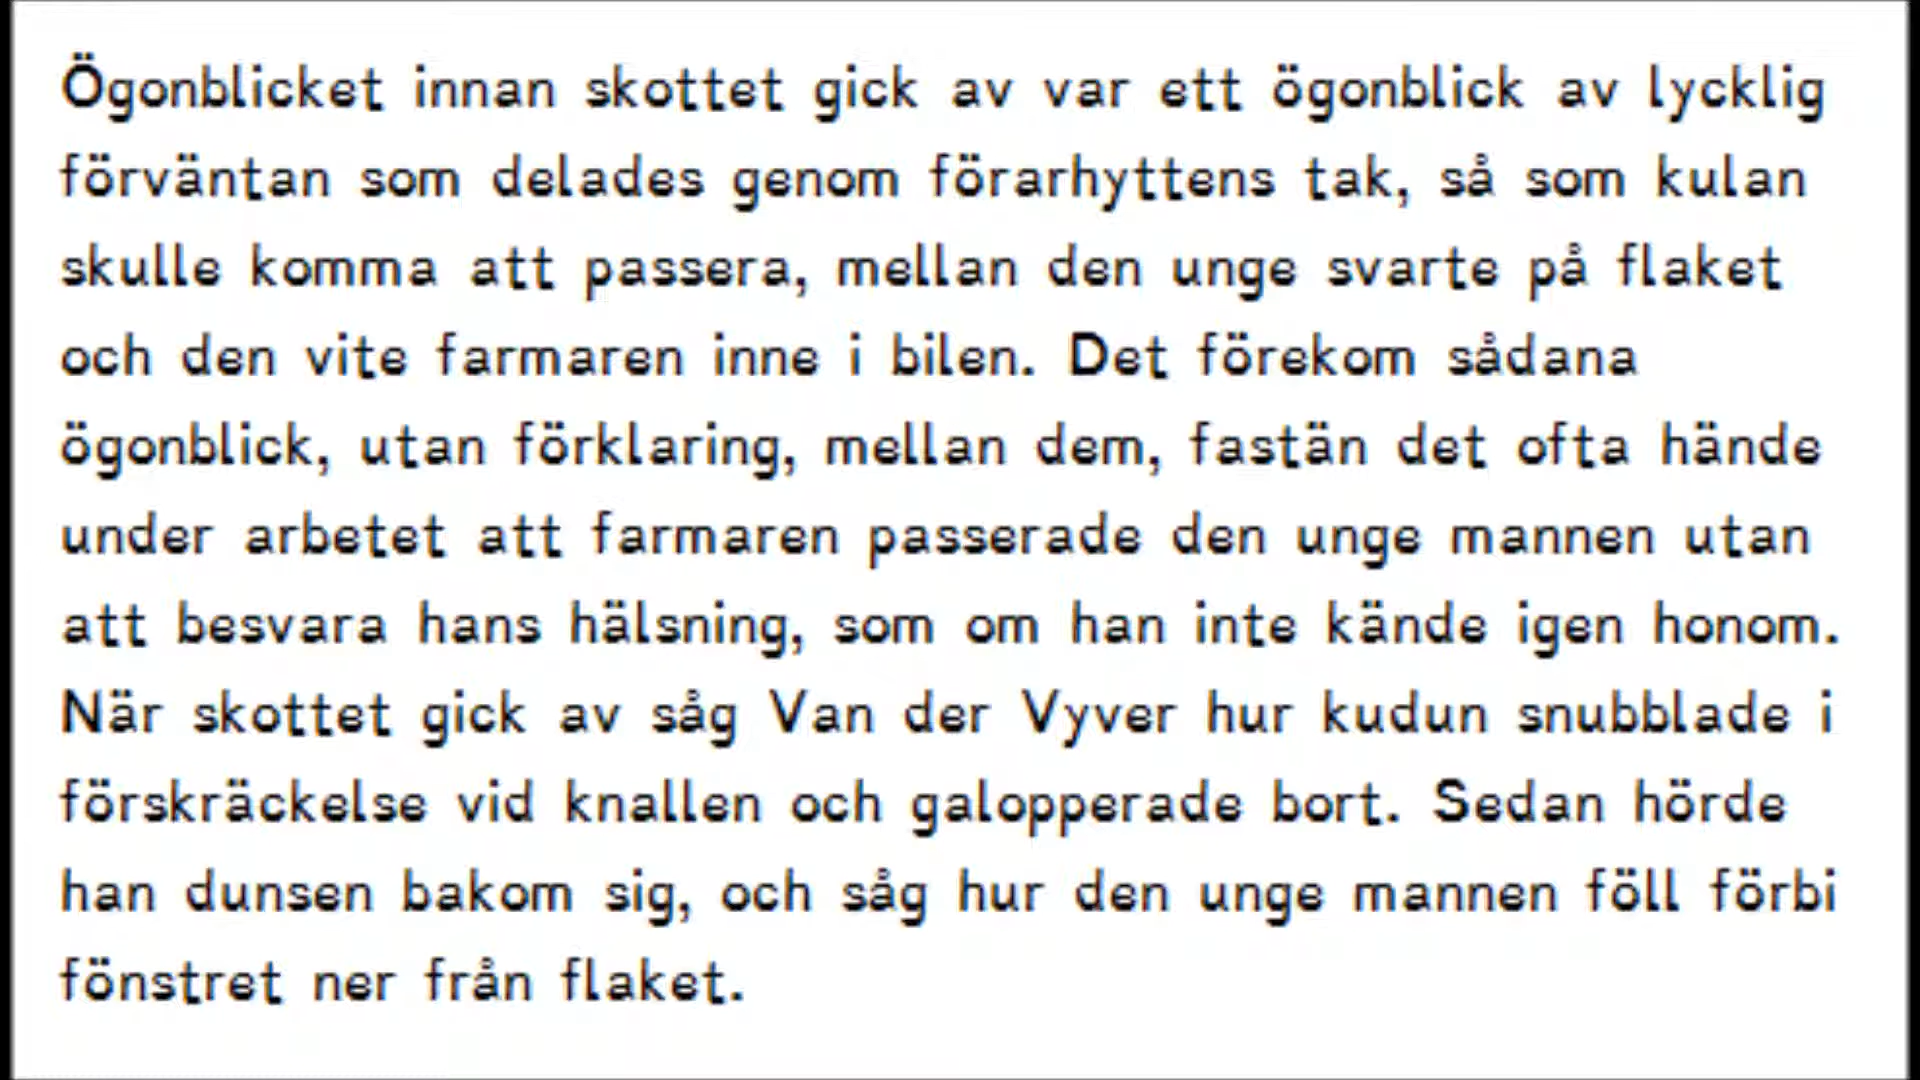 Ögonblicket innan skottet gick av var ett ögonblick av lycklig
förväntan som delades genom förarhyttens tak, så som kulan
skulle komma att passera, mellan den unge svarte på flaket
och den vite farmaren inne i bilen. Det förekom sådana
ögonblick, utan förklaring, mellan dem, fastän det ofta hände
under arbetet att farmaren passerade den unge mannen utan
att besvara hans hälsning, som om han inte kände igen honom.
När skottet gick av såg Van der Vyver hur kudun snubblade i
förskräckelse vid knallen och galopperade bort. Sedan hörde
han dunsen bakom sig, och såg hur den unge mannen föll förbi
fönstret ner från flaket.